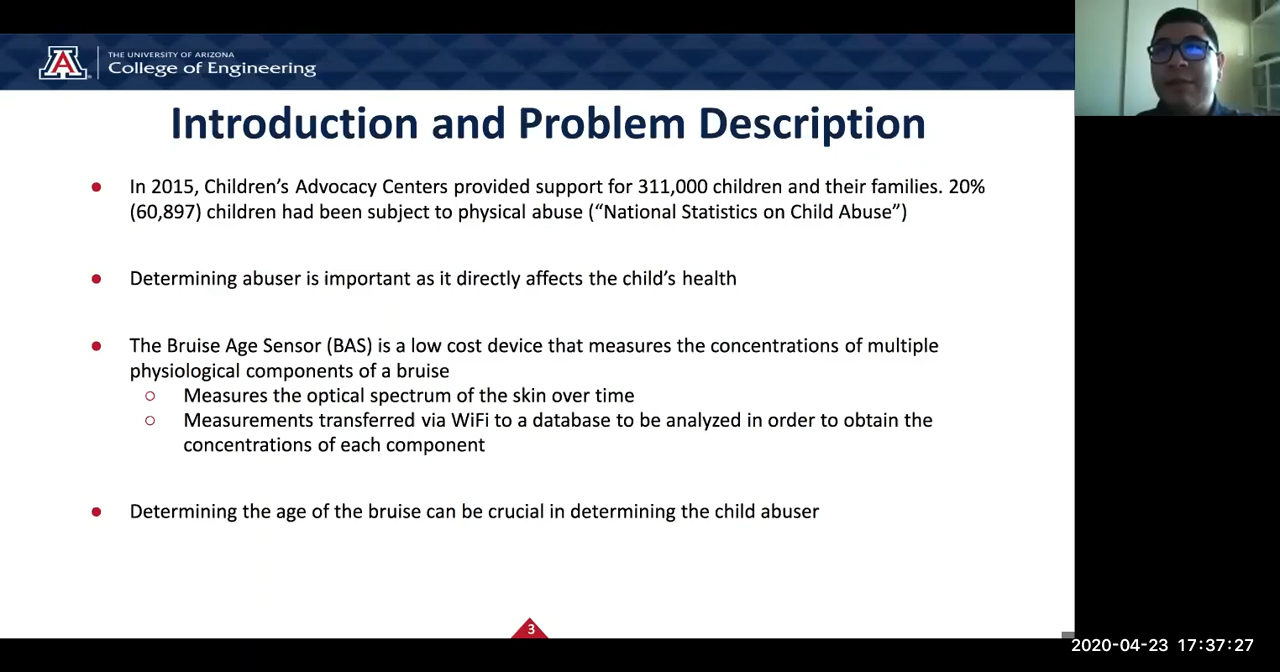 THE UNIVERSITY OF ARIZONA
College of Engineering
Introduction and Problem Description
In 2015, Children’s Advocacy Centers provided support for 311,000 children and their families. 20%
(60,897) children had been subject to physical abuse (“National Statistics on Child Abuse”)
Determining abuser is important as it directly affects the child’s health
The Bruise Age Sensor (BAS) is a low cost device that measures the concentrations of multiple
physiological components of a bruise
Measures the optical spectrum of the skin over time
Measurements transferred via WiFi to a database to be analyzed in order to obtain the
concentrations of each component
Determining the age of the bruise can be crucial in determining the child abuser
3
2020-04-23 17:37:27